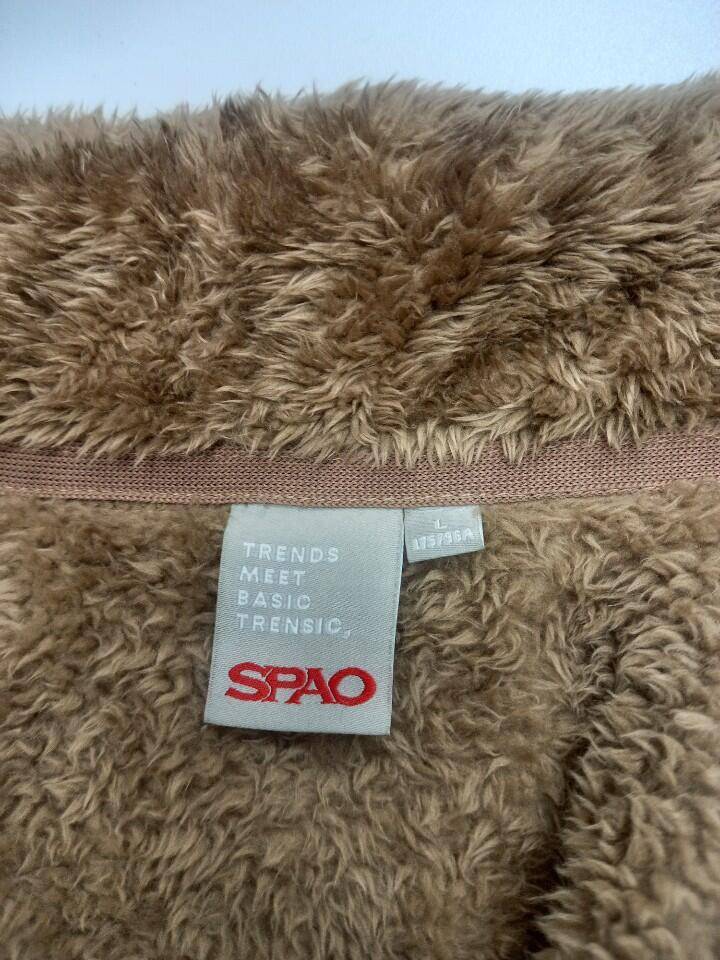 TRENDS
MEET
BASIC
TRENSIC,
SPAO
L
175/96A